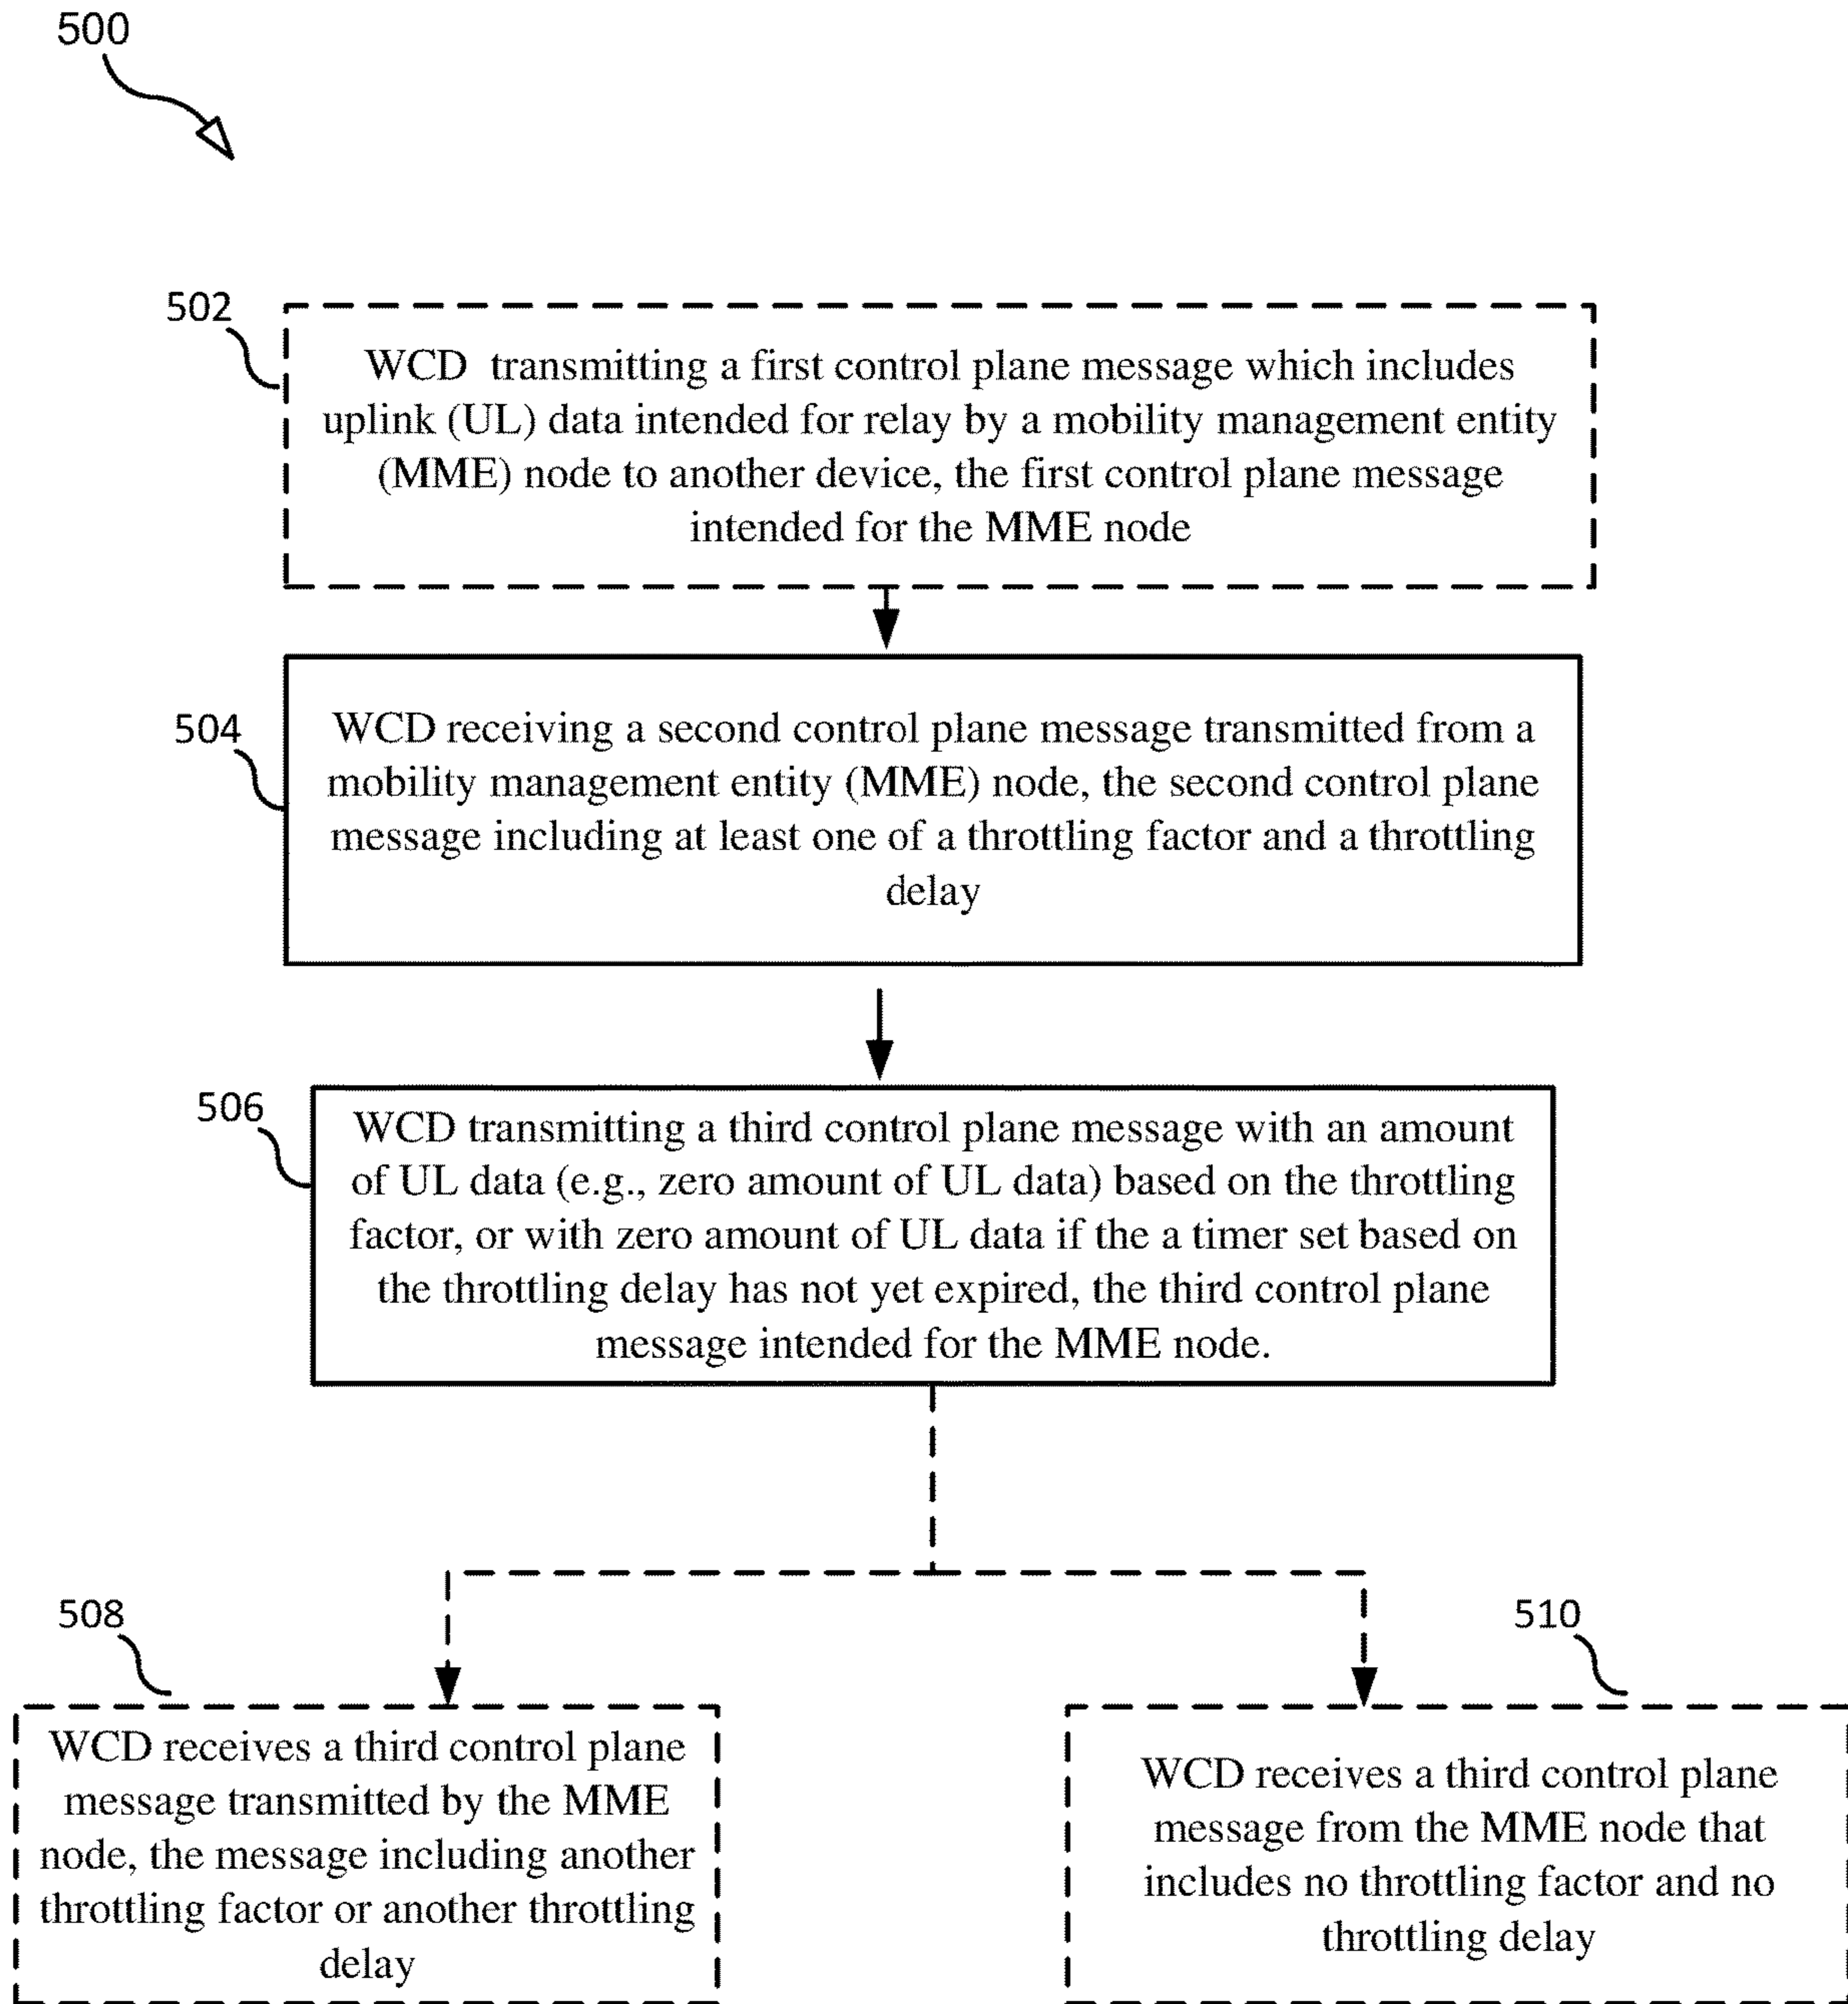 500
502
WCD transmitting a first control plane message which includes
uplink (UL) data intended for relay by a mobility management entity
(MME) node to another device, the first control plane message
intended for the MME node
504
WCD receiving a second control plane message transmitted from a
mobility management entity (MME) node, the second control plane
message including at least one of a throttling factor and a throttling
delay
506
WCD transmitting a third control plane message with an amount
of UL data (e.g., zero amount of UL data) based on the throttling
factor, or with zero amount of UL data if the a timer set based on
the throttling delay has not yet expired, the third control plane
message intended for the MME node.
508
WCD receives a third control plane
message transmitted by the MME
node, the message including another
throttling factor or another throttling
delay
510
WCD receives a third control plane
message from the MME node that
includes no throttling factor and no
throttling delay